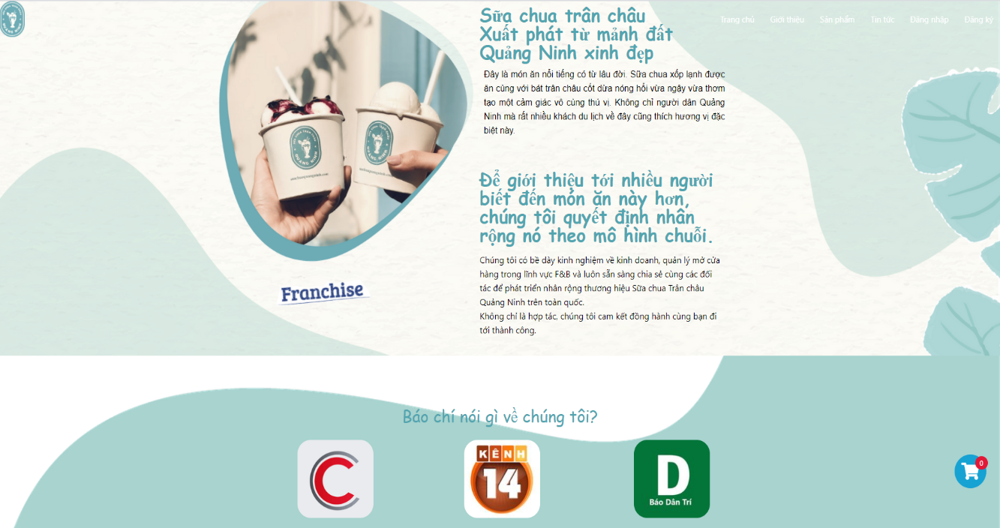 Trang chủ Giới thiệu Sản phẩm Tin tức Đăng nhập Đăng ký
Sữa chua trân châu
Xuất phát từ mảnh đất
Quảng Ninh xinh đẹp
Đây là món ăn nổi tiếng có từ lâu đời. Sữa chua xốp lạnh được
ăn cùng với bát trân châu cốt dừa nóng hổi vừa ngậy vừa thơm
tạo một cảm giác vô cùng thú vị. Không chỉ người dân Quảng
Ninh mà rất nhiều khách du lịch về đây cũng thích hương vị đặc
biệt này.
QUẢNG NINH
QUẢNG NINH
Để giới thiệu tới nhiều người
biết đến món ăn này hơn,
chúng tôi quyết định nhân
rộng nó theo mô hình chuỗi.
Chúng tôi có bề dày kinh nghiệm về kinh doanh, quản lý mở cửa
hàng trong lĩnh vực F&B và luôn sẵn sàng chia sẻ cùng các đối
tác để phát triển nhân rộng thương hiệu Sữa chua Trân châu
Quảng Ninh trên toàn quốc.
Không chỉ là hợp tác, chúng tôi cam kết đồng hành cùng bạn đi
tới thành công.
Franchise
Báo chí nói gì về chúng tôi?
C
KÊNH
14
D
Báo Dân Trí
0